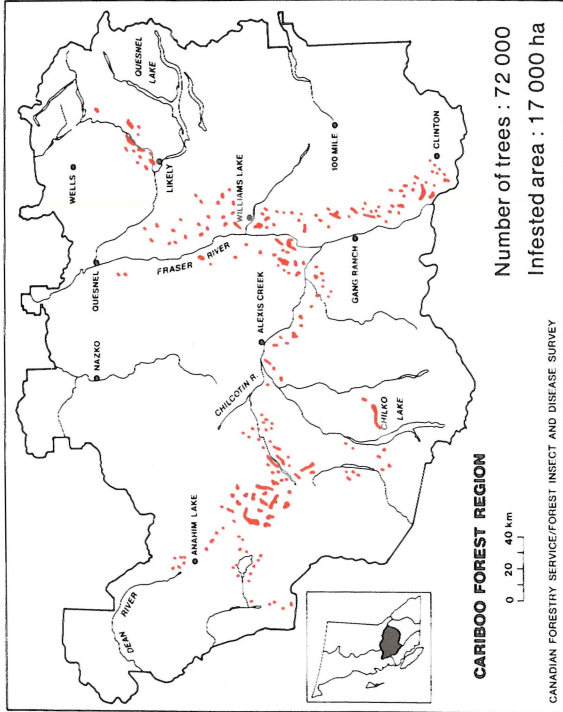 WELLS
QUESNEL
LAKE
QUESNEL
NAZKO
LIKELY
FRASER
RIVER
WILLIAMS LAKE
ANAHIM LAKE
DEAN
RIVER
CHILCOTIN R.
ALEXIS CREEK
100 MILE
GANG RANCH
CHILKO
LAKE
CLINTON
CARIBOO FOREST REGION
0 20 40 km
Number of trees : 72 000
Infested area : 17 000 ha
CANADIAN FORESTRY SERVICE/FOREST INSECT AND DISEASE SURVEY